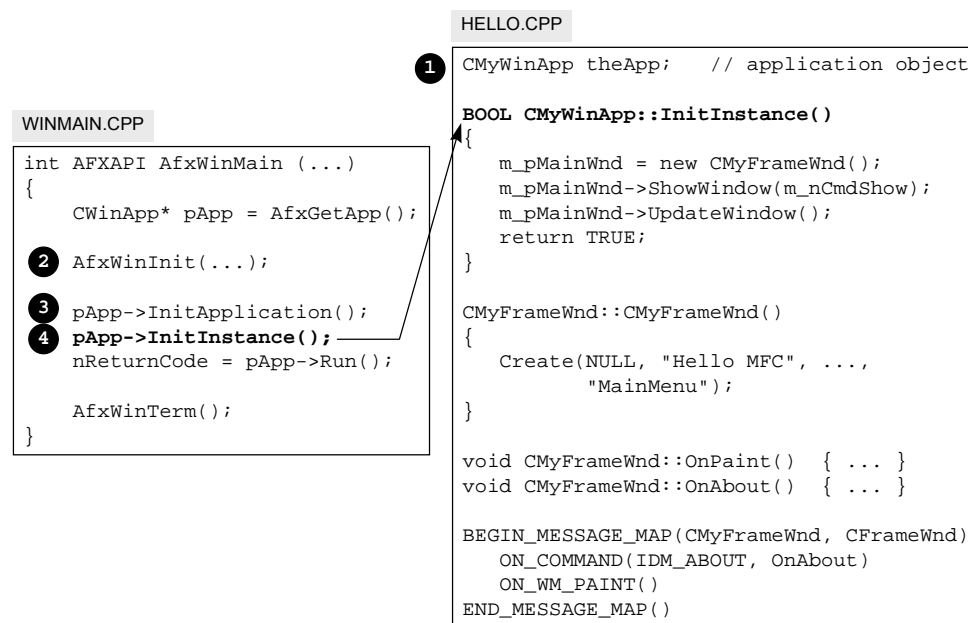 HELLO.CPP
1
CMyWinApp theApp;   // application object
BOOL CMyWinApp::InitInstance()
{
   m_pMainWnd = new CMyFrameWnd();
   m_pMainWnd->ShowWindow(m_nCmdShow);
   m_pMainWnd->UpdateWindow();
   return TRUE;
}
CMyFrameWnd::CMyFrameWnd()
{
   Create(NULL, "Hello MFC", ...,
          "MainMenu");
}
void CMyFrameWnd::OnPaint()  { ... }
void CMyFrameWnd::OnAbout()  { ... }
BEGIN_MESSAGE_MAP(CMyFrameWnd, CFrameWnd)
   ON_COMMAND(IDM_ABOUT, OnAbout)
   ON_WM_PAINT()
END_MESSAGE_MAP()
WINMAIN.CPP
int AFXAPI AfxWinMain (...)
{
    CWinApp* pApp = AfxGetApp();
2   AfxWinInit(...);
3   pApp->InitApplication();
4   pApp->InitInstance();
    nReturnCode = pApp->Run();
    AfxWinTerm();
}